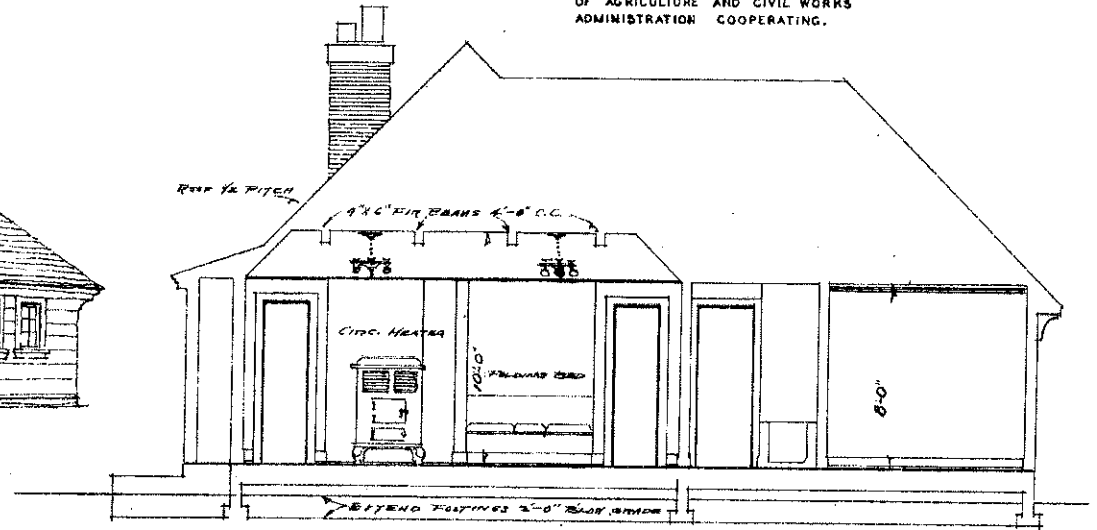 OF AGRICULTURE AND CIVIL WORKS
ADMINISTRATION COOPERATING.
ROOF 1/2 PITCH
4"X6" FIR BEAMS 4'-0" C.C.
CIRC. HEATER
10'-0"
FOLDING BED
8'-0"
EXTEND FOOTINGS 2'-0" BLOW GRADE